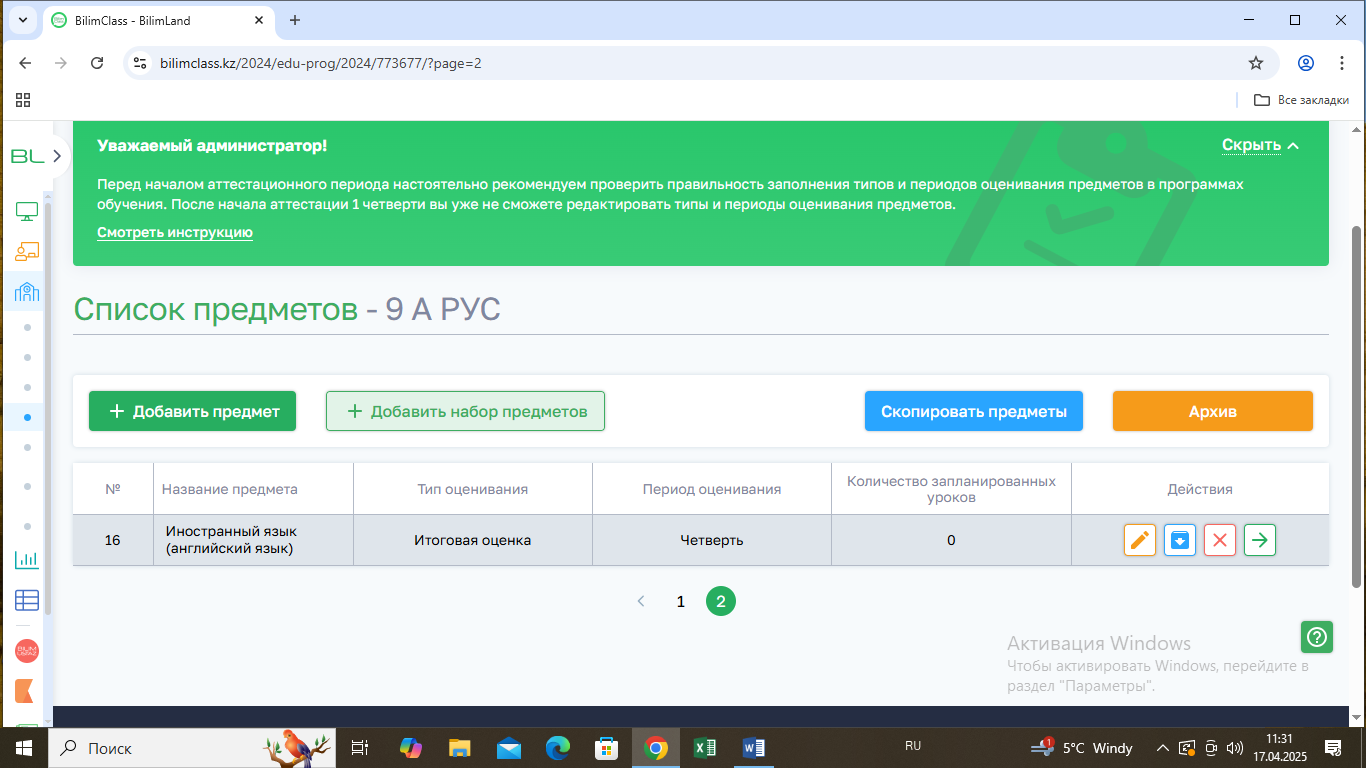 BilimClass - BilimLand
bilimclass.kz/2024/edu-prog/2024/773677/?page=2
Все закладки
BL
Уважаемый администратор!
Скрыть
Перед началом аттестационного периода настоятельно рекомендуем проверить правильность заполнения типов и периодов оценивания предметов в программах
обучения. После начала аттестации 1 четверти вы уже не сможете редактировать типы и периоды оценивания предметов.
Смотреть инструкцию
Список предметов - 9 А РУС
+ Добавить предмет
+ Добавить набор предметов
Скопировать предметы
Архив
№
Название предмета
Тип оценивания
Период оценивания
Количество запланированных
уроков
Действия
16
Иностранный язык
(английский язык)
Итоговая оценка
Четверть
0
1
2
Активация Windows
Чтобы активировать Windows, перейдите в
раздел "Параметры".
Поиск
RU
1
5°C Windy
11:31
17.04.2025